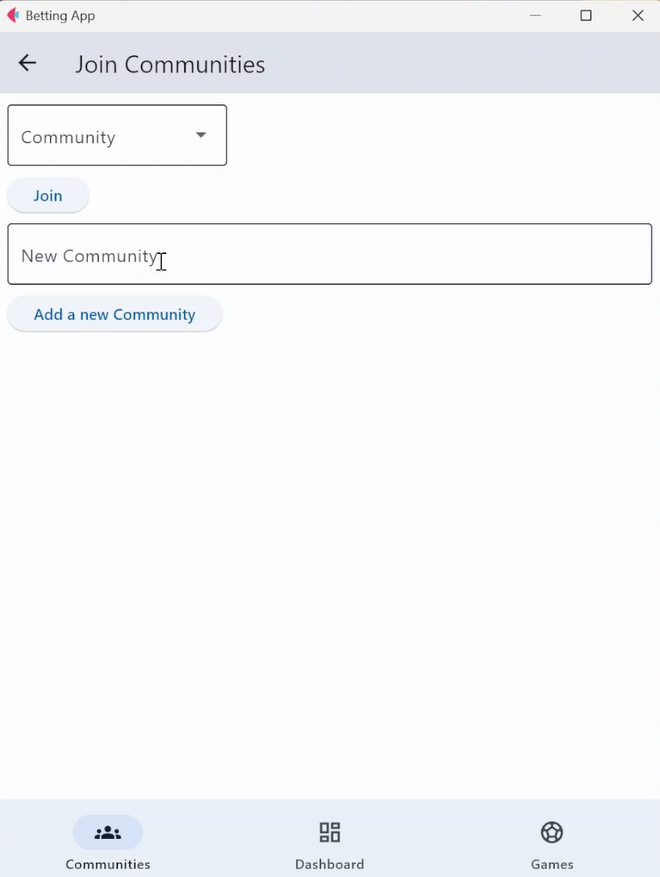 Betting App
Join Communities
Community
Join
New Community
Add a new Community
Communities
Dashboard
Games